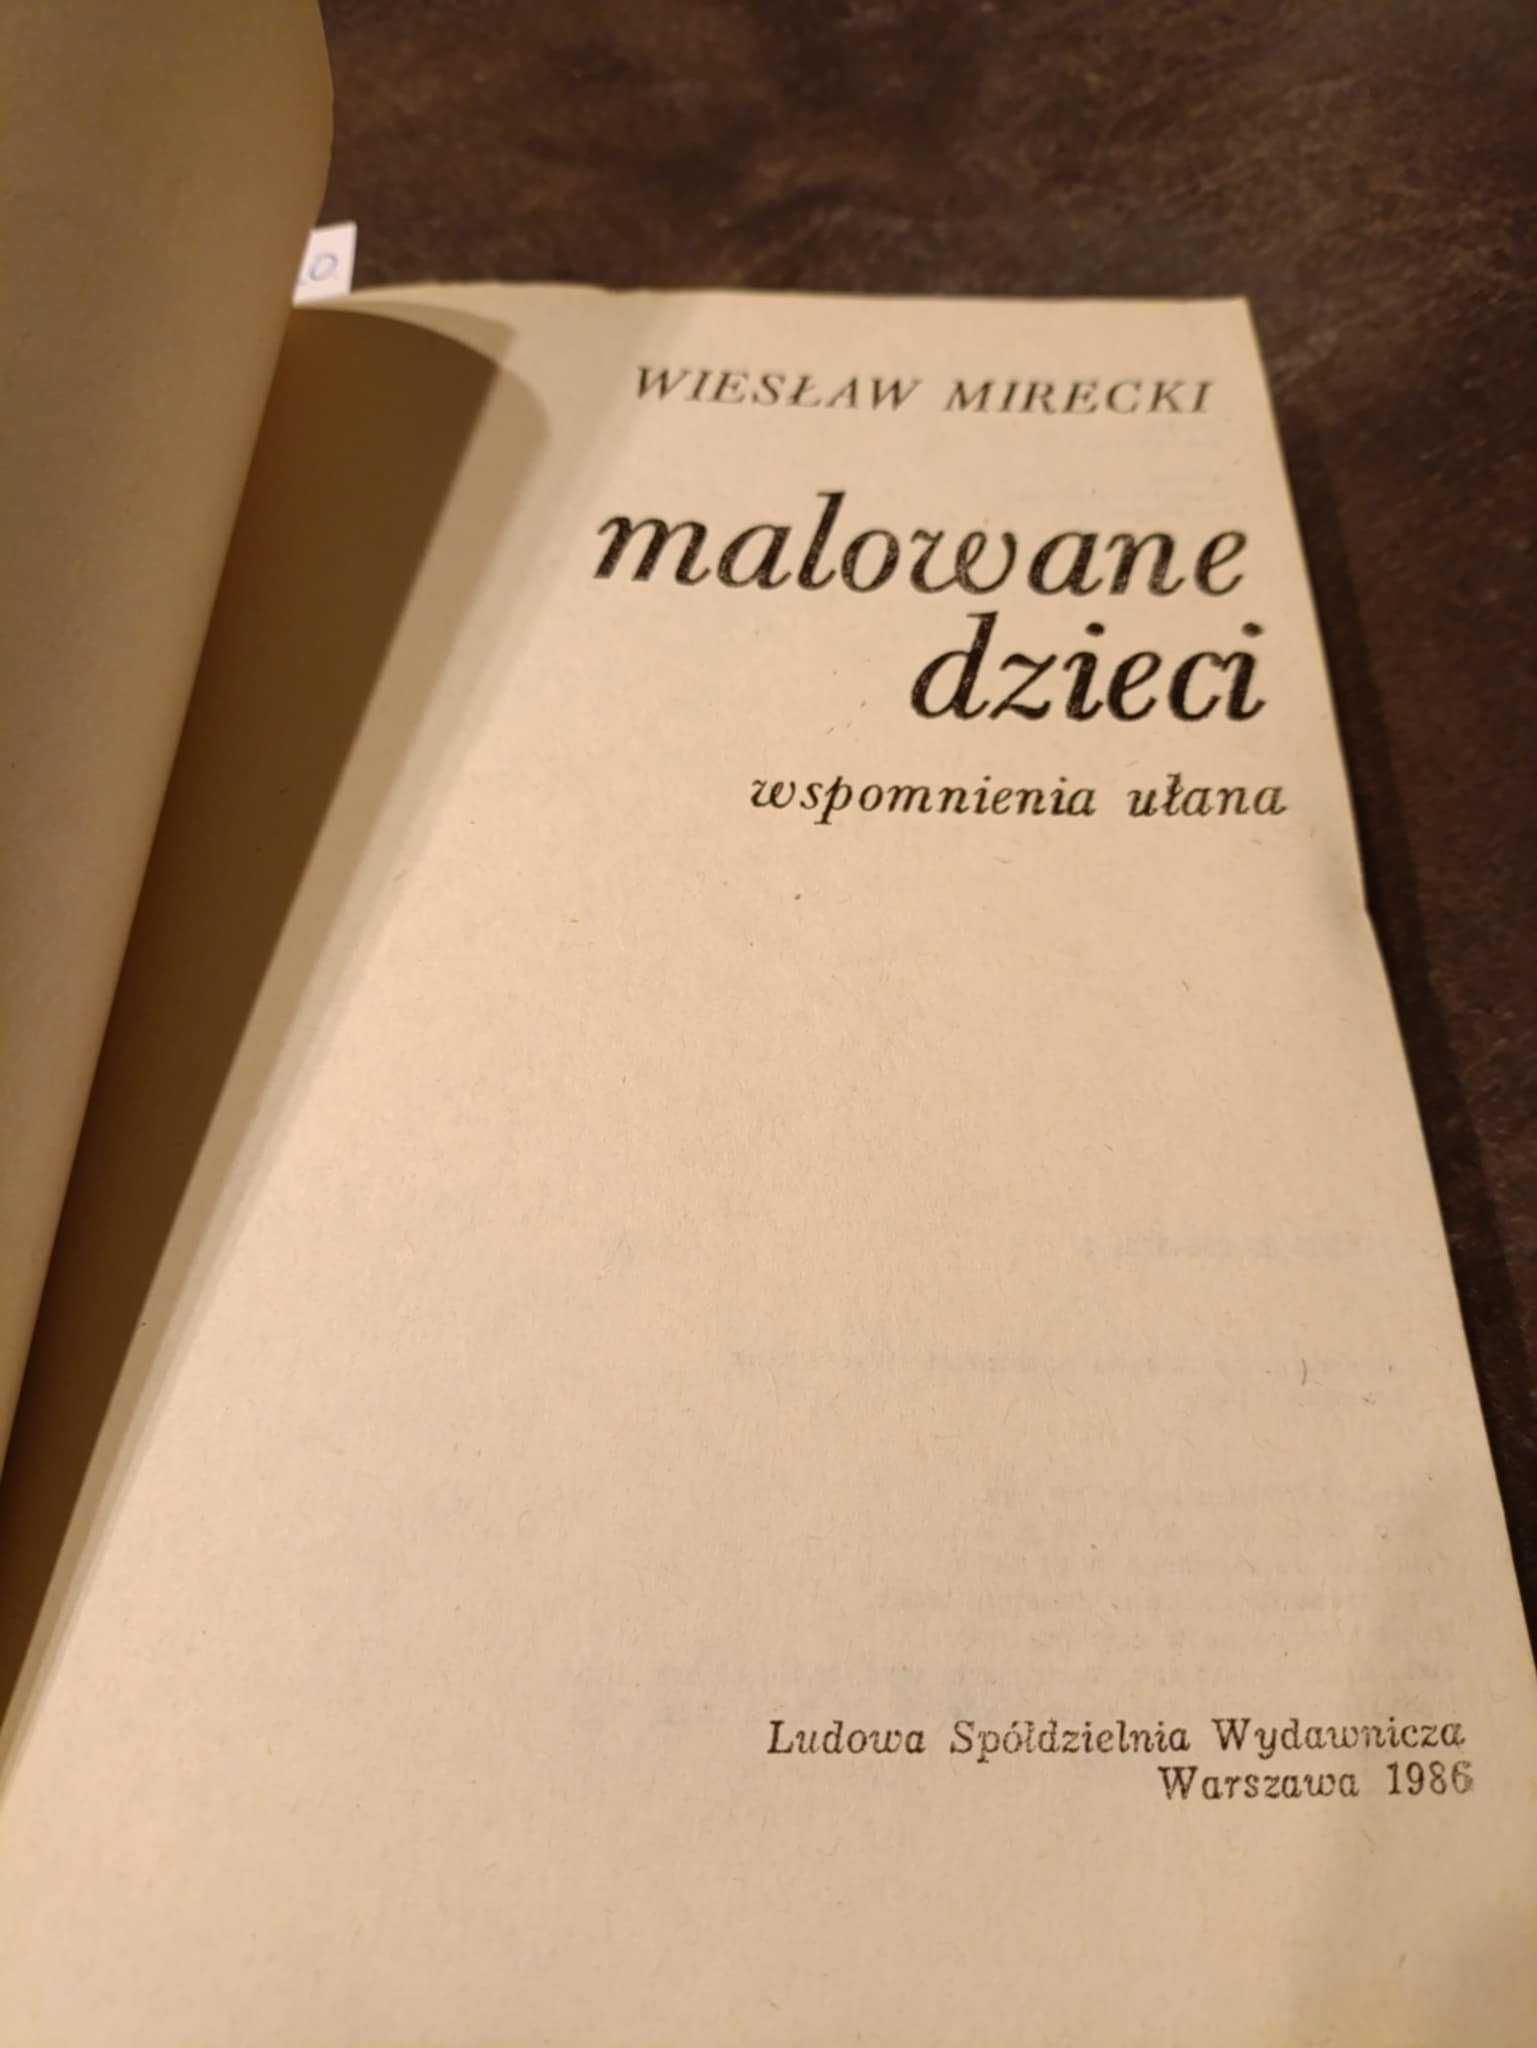 WIESŁAW MIRECKI
malowane
dzieci
wspomnienia ułana
Ludowa Spółdzielnia Wydawnicza
Warszawa 1986